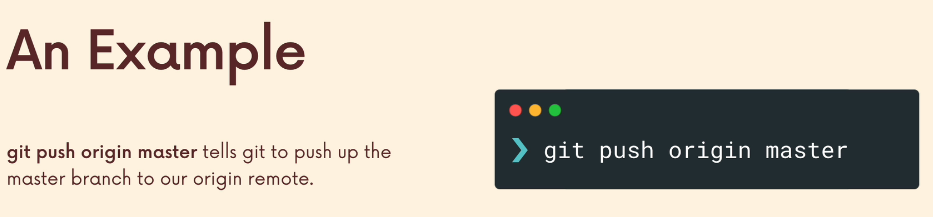 An Example
git push origin master tells git to push up the
master branch to our origin remote.
❯ git push origin master